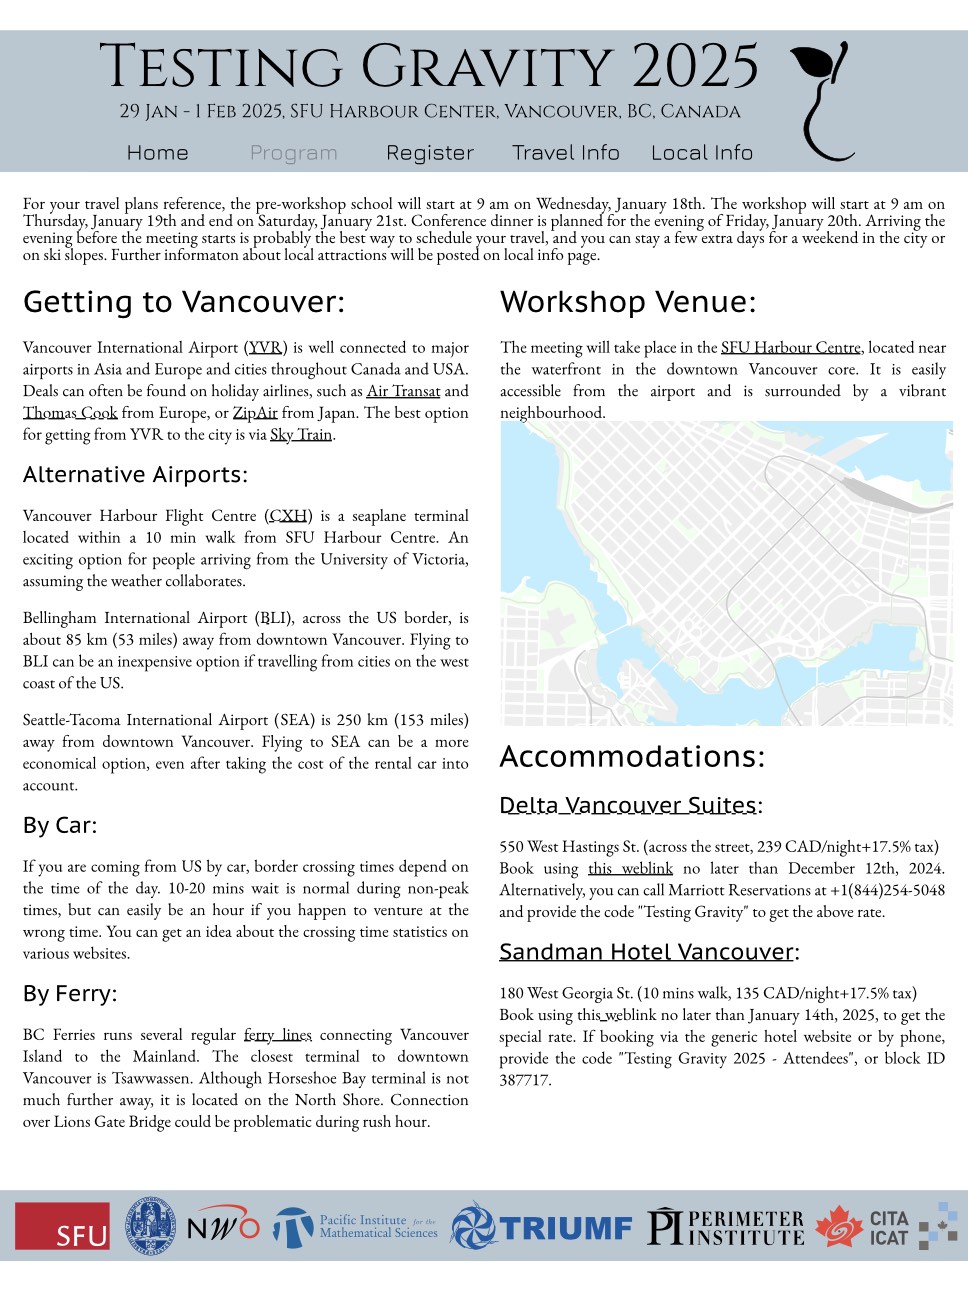 Testing Gravity 2025
29 Jan - 1 Feb 2025, SFU Harbour Center, Vancouver, BC, Canada
Home Program Register Travel Info Local Info
For your travel plans reference, the pre-workshop school will start at 9 am on Wednesday, January 18th. The workshop will start at 9 am on
Thursday, January 19th and end on Saturday, January 21st. Conference dinner is planned for the evening of Friday, January 20th. Arriving the
evening before the meeting starts is probably the best way to schedule your travel, and you can stay a few extra days for a weekend in the city or
on ski slopes. Further informaton about local attractions will be posted on local info page.
Getting to Vancouver:
Vancouver International Airport (YVR) is well connected to major
airports in Asia and Europe and cities throughout Canada and USA.
Deals can often be found on holiday airlines, such as Air Transat and
Thomas Cook from Europe, or ZipAir from Japan. The best option
for getting from YVR to the city is via Sky Train.
Alternative Airports:
Vancouver Harbour Flight Centre (CXH) is a seaplane terminal
located within a 10 min walk from SFU Harbour Centre. An
exciting option for people arriving from the University of Victoria,
assuming the weather collaborates.
Bellingham International Airport (BLI), across the US border, is
about 85 km (53 miles) away from downtown Vancouver. Flying to
BLI can be an inexpensive option if travelling from cities on the west
coast of the US.
Seattle-Tacoma International Airport (SEA) is 250 km (153 miles)
away from downtown Vancouver. Flying to SEA can be a more
economical option, even after taking the cost of the rental car into
account.
By Car:
If you are coming from US by car, border crossing times depend on
the time of the day. 10-20 mins wait is normal during non-peak
times, but can easily be an hour if you happen to venture at the
wrong time. You can get an idea about the crossing time statistics on
various websites.
By Ferry:
BC Ferries runs several regular ferry lines connecting Vancouver
Island to the Mainland. The closest terminal to downtown
Vancouver is Tsawwassen. Although Horseshoe Bay terminal is not
much further away, it is located on the North Shore. Connection
over Lions Gate Bridge could be problematic during rush hour.
Workshop Venue:
The meeting will take place in the SFU Harbour Centre, located near
the waterfront in the downtown Vancouver core. It is easily
accessible from the airport and is surrounded by a vibrant
neighbourhood.
Accommodations:
Delta Vancouver Suites:
550 West Hastings St. (across the street, 239 CAD/night+17.5% tax)
Book using this weblink no later than December 12th, 2024.
Alternatively, you can call Marriott Reservations at +1(844)254-5048
and provide the code "Testing Gravity" to get the above rate.
Sandman Hotel Vancouver:
180 West Georgia St. (10 mins walk, 135 CAD/night+17.5% tax)
Book using this weblink no later than January 14th, 2025, to get the
special rate. If booking via the generic hotel website or by phone,
provide the code "Testing Gravity 2025 - Attendees", or block ID
387717.
SFU
NWO
Pacific Institute for the
Mathematical Sciences
TRIUMF
PI PERIMETER
INSTITUTE
CITA
ICAT